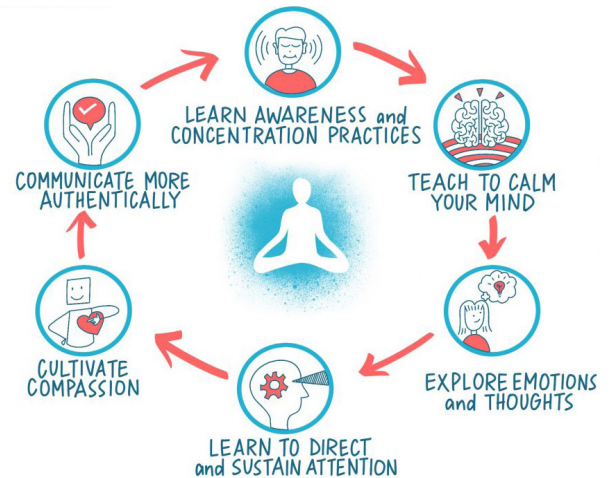 LEARN AWARENESS and
CONCENTRATION PRACTICES
TEACH TO CALM
YOUR MIND
EXPLORE EMOTIONS
and THOUGHTS
LEARN TO DIRECT
and SUSTAIN ATTENTION
CULTIVATE
COMPASSION
COMMUNICATE MORE
AUTHENTICALLY